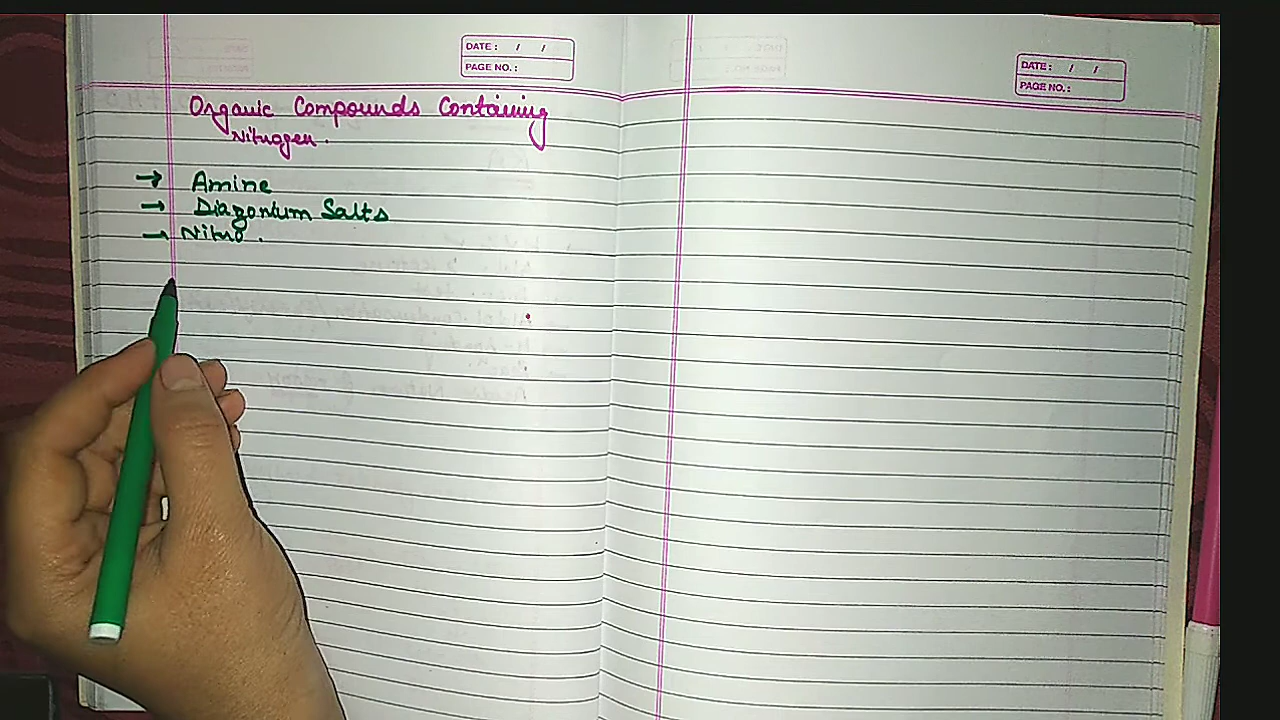 DATE : / /
PAGE NO. :
DATE : / /
PAGE NO. :
Organic Compounds Containing
Nitrogen.
→ Amine
→ Diazonium Salts
→ Nitro.